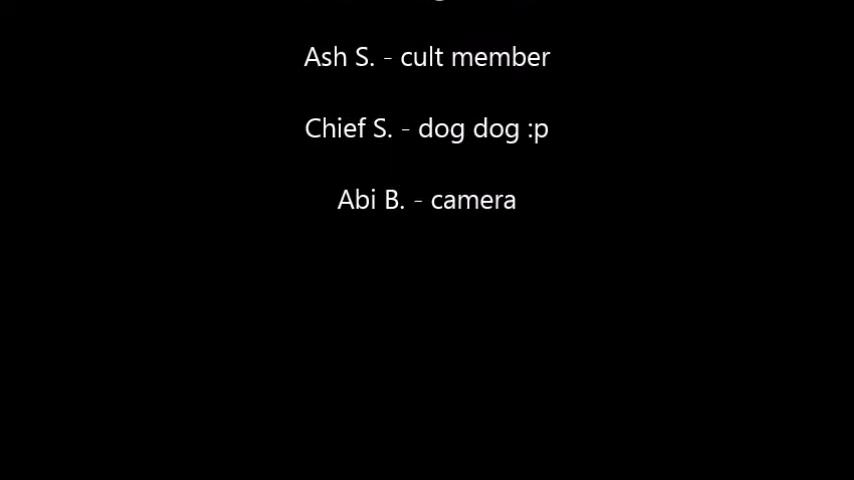 Ash S. - cult member
Chief S. - dog dog :p
Abi B. - camera